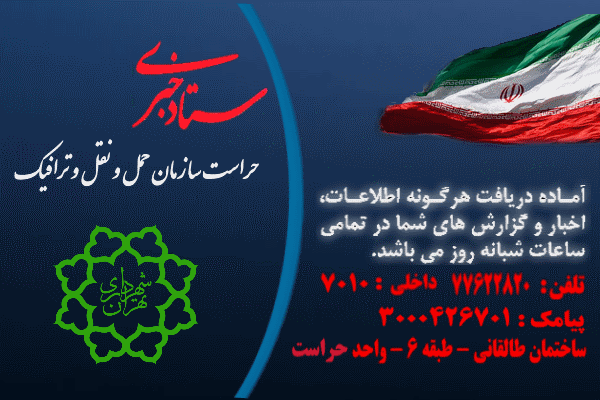 ستاد خبری
حراست سازمان حمل و نقل و ترافیک
شهرداری
تهران
آماده دریافت هرگونه اطلاعـات،
اخبار و گزارش های شما در تمامی
ساعات شبانه روز می باشد.
تلفن: ۷۷۶۲۲۸۲۰ داخلی : ۷۰۱۰
پیامک : ۳۰۰۰۴۲۶۷۰۱
ساختمان طالقانی - طبقه ۶ - واحد حراست